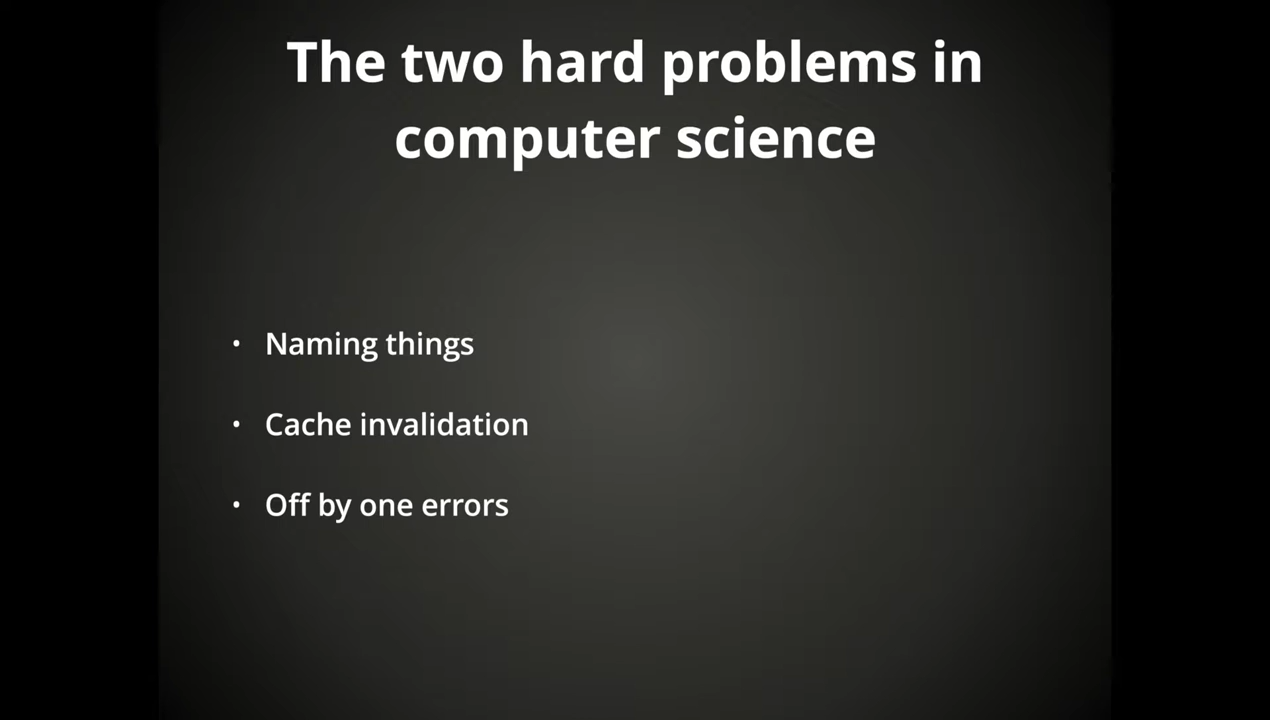 The two hard problems in
computer science
• Naming things
• Cache invalidation
• Off by one errors